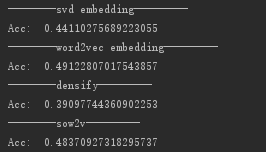 ————————svd embedding—————————
Acc:  0.44110275689223055
————————word2vec embedding—————————
Acc:  0.49122807017543857
————————densify—————————
Acc:  0.39097744360902253
————————sow2v—————————
Acc:  0.48370927318295737